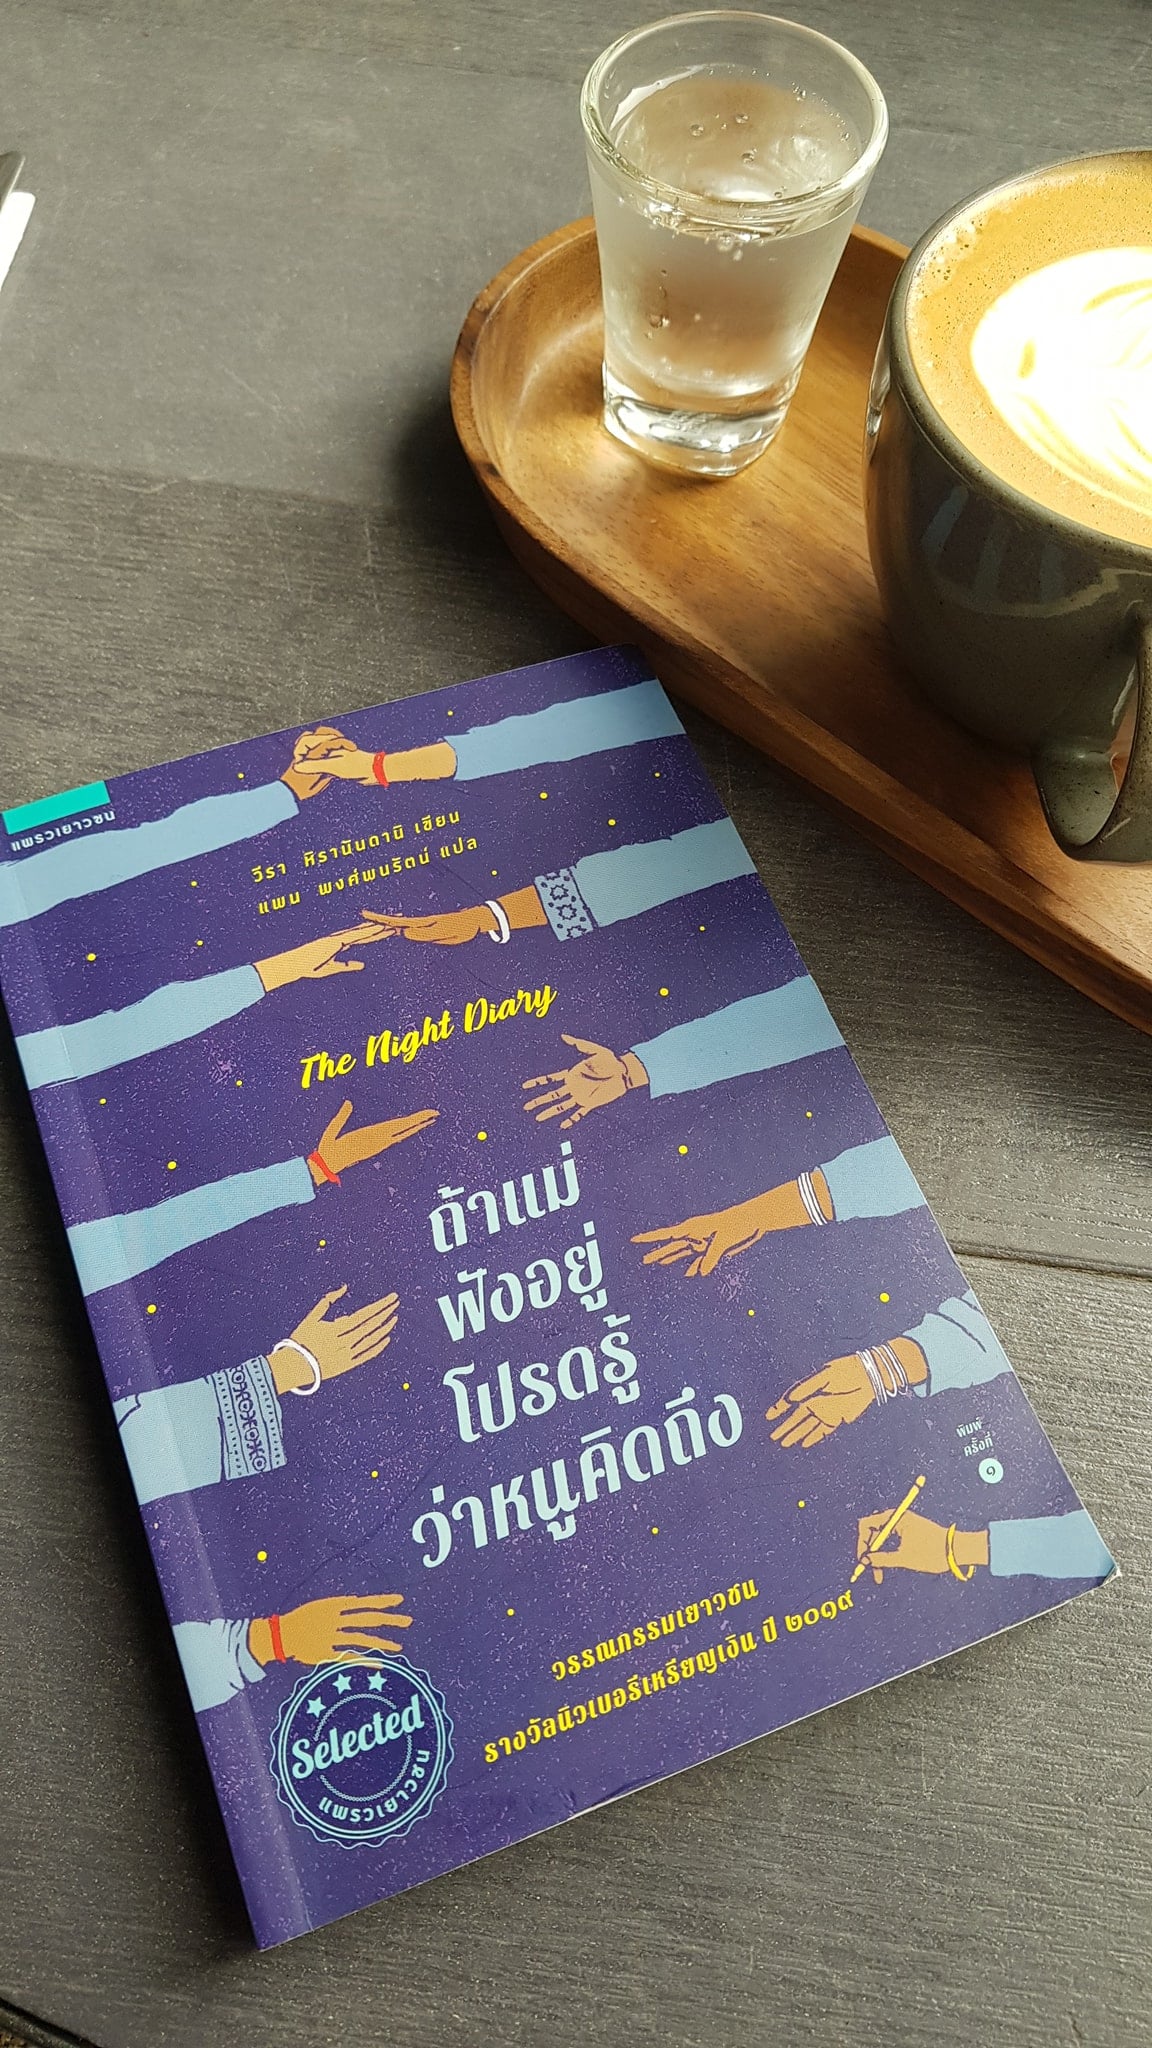 แพรวเยาวชน
วีรา หิรานันดานิ เขียน
แพน พงศ์พนรัตน์ แปล
The Night Diary
ถ้าแม่
ฟังอยู่
โปรดรู้
ว่าหนูคิดถึง
พิมพ์
ครั้งที่
๑
วรรณกรรมเยาวชน
รางวัลนิวเบอรีเหรียญเงิน ปี ๒๐๑๙
Selected
แพรวเยาวชน